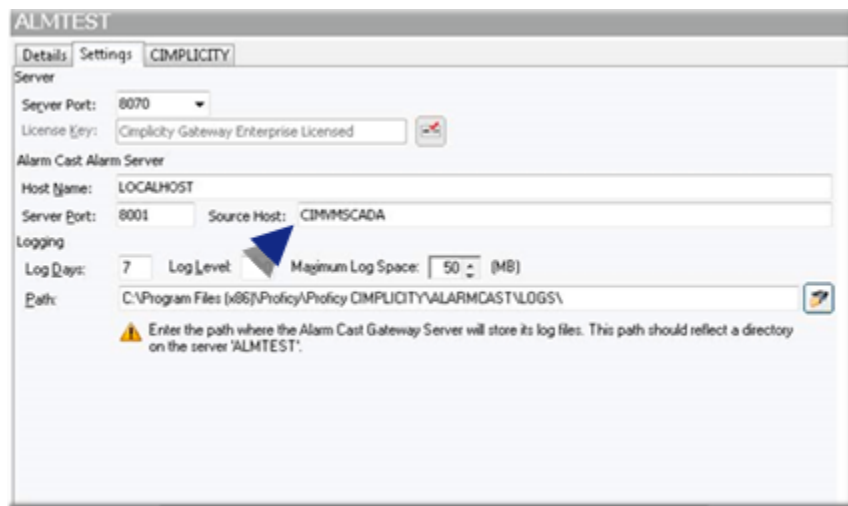 ALMTEST
Details Settings CIMPLICITY
Server
Server Port: 8070
License Key: Cimplicity Gateway Enterprise Licensed
Alarm Cast Alarm Server
Host Name: LOCALHOST
Server Port: 8001 Source Host: CIMVMSCADA
Logging
Log Days: 7 Log Level: Maximum Log Space: 50 (MB)
Path: C:\Program Files (x86)\Proficy\Proficy CIMPLICITY\ALARMCAST\LOGS\
Enter the path where the Alarm Cast Gateway Server will store its log files. This path should reflect a directory
on the server 'ALMTEST'.